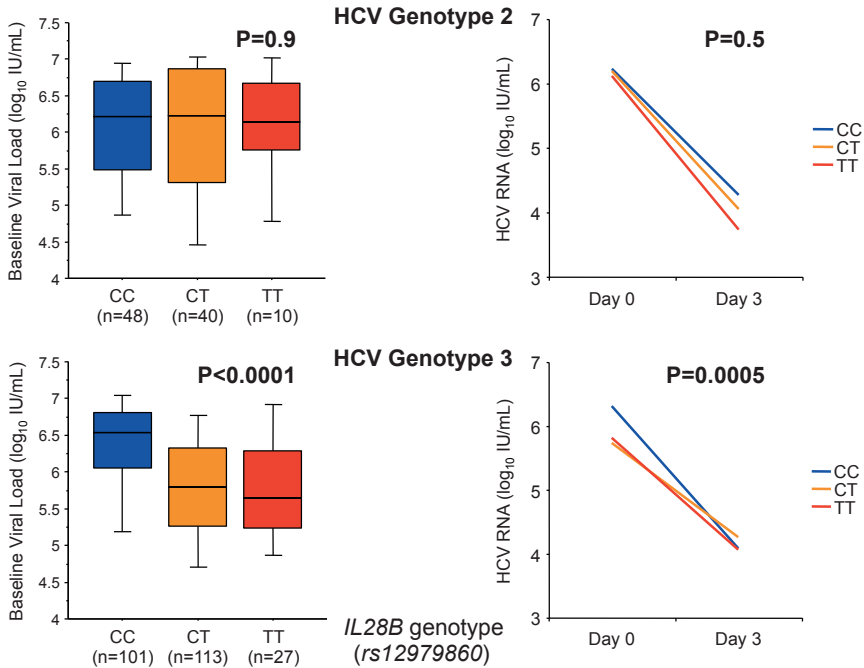 HCV Genotype 2
Baseline Viral Load (log10 IU/mL)
7.5
7
6.5
6
5.5
5
4.5
4
P=0.9
CC CT TT
(n=48) (n=40) (n=10)
HCV RNA (log10 IU/mL)
7
6
5
4
3
P=0.5
Day 0 Day 3
CC
CT
TT
HCV Genotype 3
Baseline Viral Load (log10 IU/mL)
7.5
7
6.5
6
5.5
5
4.5
4
P<0.0001
CC CT TT
(n=101) (n=113) (n=27)
IL28B genotype
(rs12979860)
HCV RNA (log10 IU/mL)
7
6
5
4
3
P=0.0005
Day 0 Day 3
CC
CT
TT